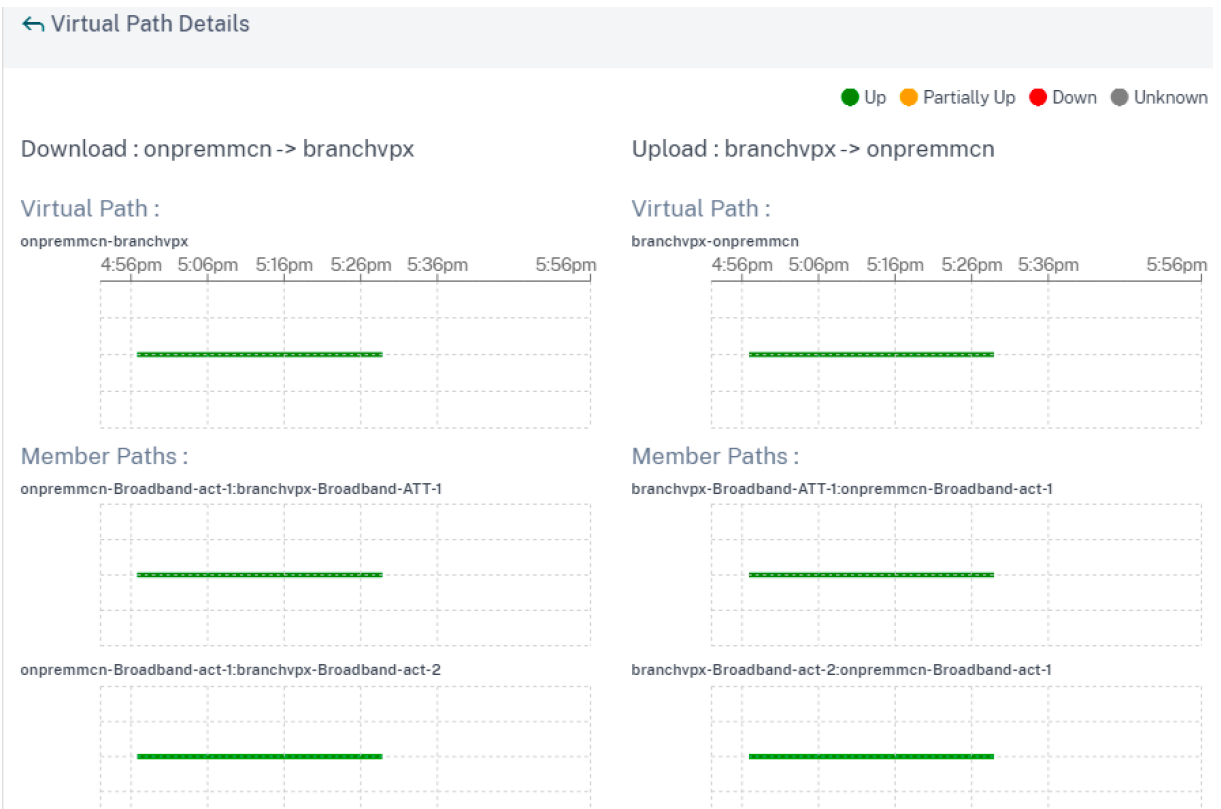 Virtual Path Details
Up Partially Up Down Unknown
Download : onpremmcn -> branchvpx
Virtual Path :
onpremmcn-branchvpx
4:56pm 5:06pm 5:16pm 5:26pm 5:36pm 5:56pm
Member Paths :
onpremmcn-Broadband-act-1:branchvpx-Broadband-ATT-1
onpremmcn-Broadband-act-1:branchvpx-Broadband-act-2
Upload : branchvpx -> onpremmcn
Virtual Path :
branchvpx-onpremmcn
4:56pm 5:06pm 5:16pm 5:26pm 5:36pm 5:56pm
Member Paths :
branchvpx-Broadband-ATT-1:onpremmcn-Broadband-act-1
branchvpx-Broadband-act-2:onpremmcn-Broadband-act-1